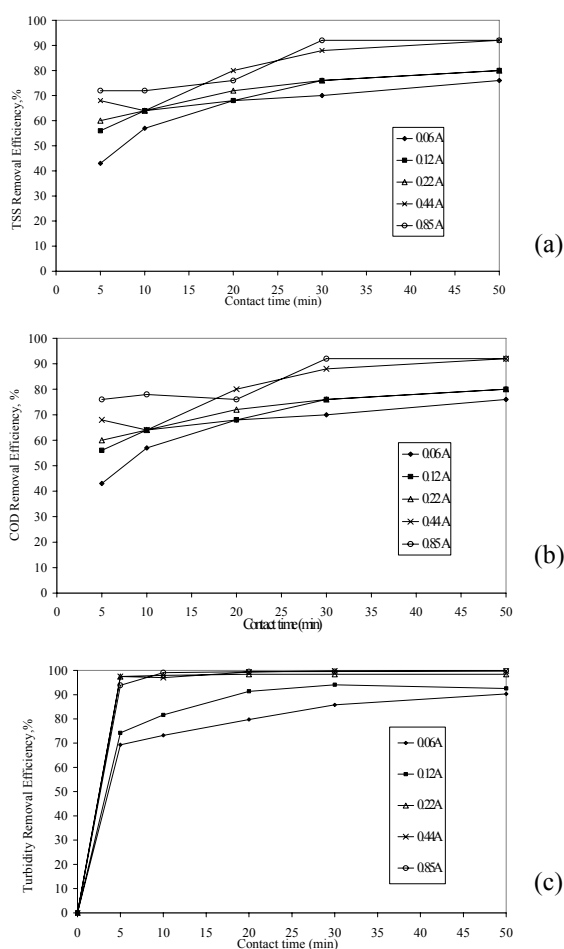 TSS Removal Efficiency,%
100
90
80
70
60
50
40
30
20
10
0
0 5 10 15 20 25 30 35 40 45 50
Contact time (min)
0.06A
0.12A
0.22A
0.44A
0.85A
(a)
COD Removal Efficiency, %
100
90
80
70
60
50
40
30
20
10
0
0 5 10 15 20 25 30 35 40 45 50
Contact time (min)
0.06A
0.12A
0.22A
0.44A
0.85A
(b)
Turbidity Removal Efficiency,%
100
90
80
70
60
50
40
30
20
10
0
0 5 10 15 20 25 30 35 40 45 50
Contact time (min)
0.06A
0.12A
0.22A
0.44A
0.85A
(c)